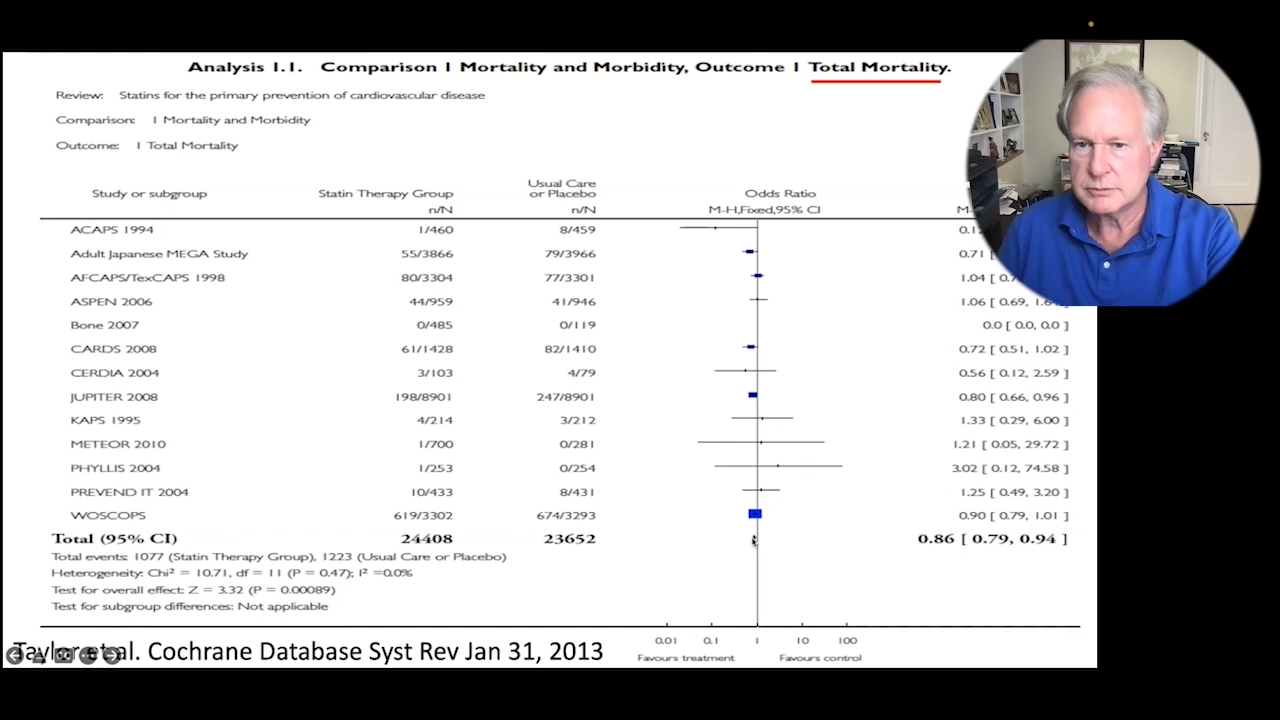 Analysis 1.1. Comparison 1 Mortality and Morbidity, Outcome 1 Total Mortality.
Review: Statins for the primary prevention of cardiovascular disease
Comparison: 1 Mortality and Morbidity
Outcome: 1 Total Mortality
Study or subgroup Statin Therapy Group Usual Care or Placebo Odds Ratio
n/N n/N M-H,Fixed,95% CI M-
ACAPS 1994 1/460 8/459
Adult Japanese MEGA Study 55/3866 79/3966 0.71 [
AFCAPS/TexCAPS 1998 80/3304 77/3301 1.04 [
ASPEN 2006 44/959 41/946 1.06 [ 0.69,
Bone 2007 0/485 0/119 0.0 [ 0.0, 0.0 ]
CARDS 2008 61/1428 82/1410 0.72 [ 0.51, 1.02 ]
CERDIA 2004 3/103 4/79 0.56 [ 0.12, 2.59 ]
JUPITER 2008 198/8901 247/8901 0.80 [ 0.66, 0.96 ]
KAPS 1995 4/214 3/212 1.33 [ 0.29, 6.00 ]
METEOR 2010 1/700 0/281 1.21 [ 0.05, 29.72 ]
PHYLLIS 2004 1/253 0/254 3.02 [ 0.12, 74.58 ]
PREVEND IT 2004 10/433 8/431 1.25 [ 0.49, 3.20 ]
WOSCOPS 619/3302 674/3293 0.90 [ 0.79, 1.01 ]
Total (95% CI) 24408 23652 0.86 [ 0.79, 0.94 ]
Total events: 1077 (Statin Therapy Group), 1223 (Usual Care or Placebo)
Heterogeneity: Chi² = 10.71, df = 11 (P = 0.47); I² =0.0%
Test for overall effect: Z = 3.32 (P = 0.00089)
Test for subgroup differences: Not applicable
0.01 0.1 1 10 100
Favours treatment Favours control
Taylor et al. Cochrane Database Syst Rev Jan 31, 2013